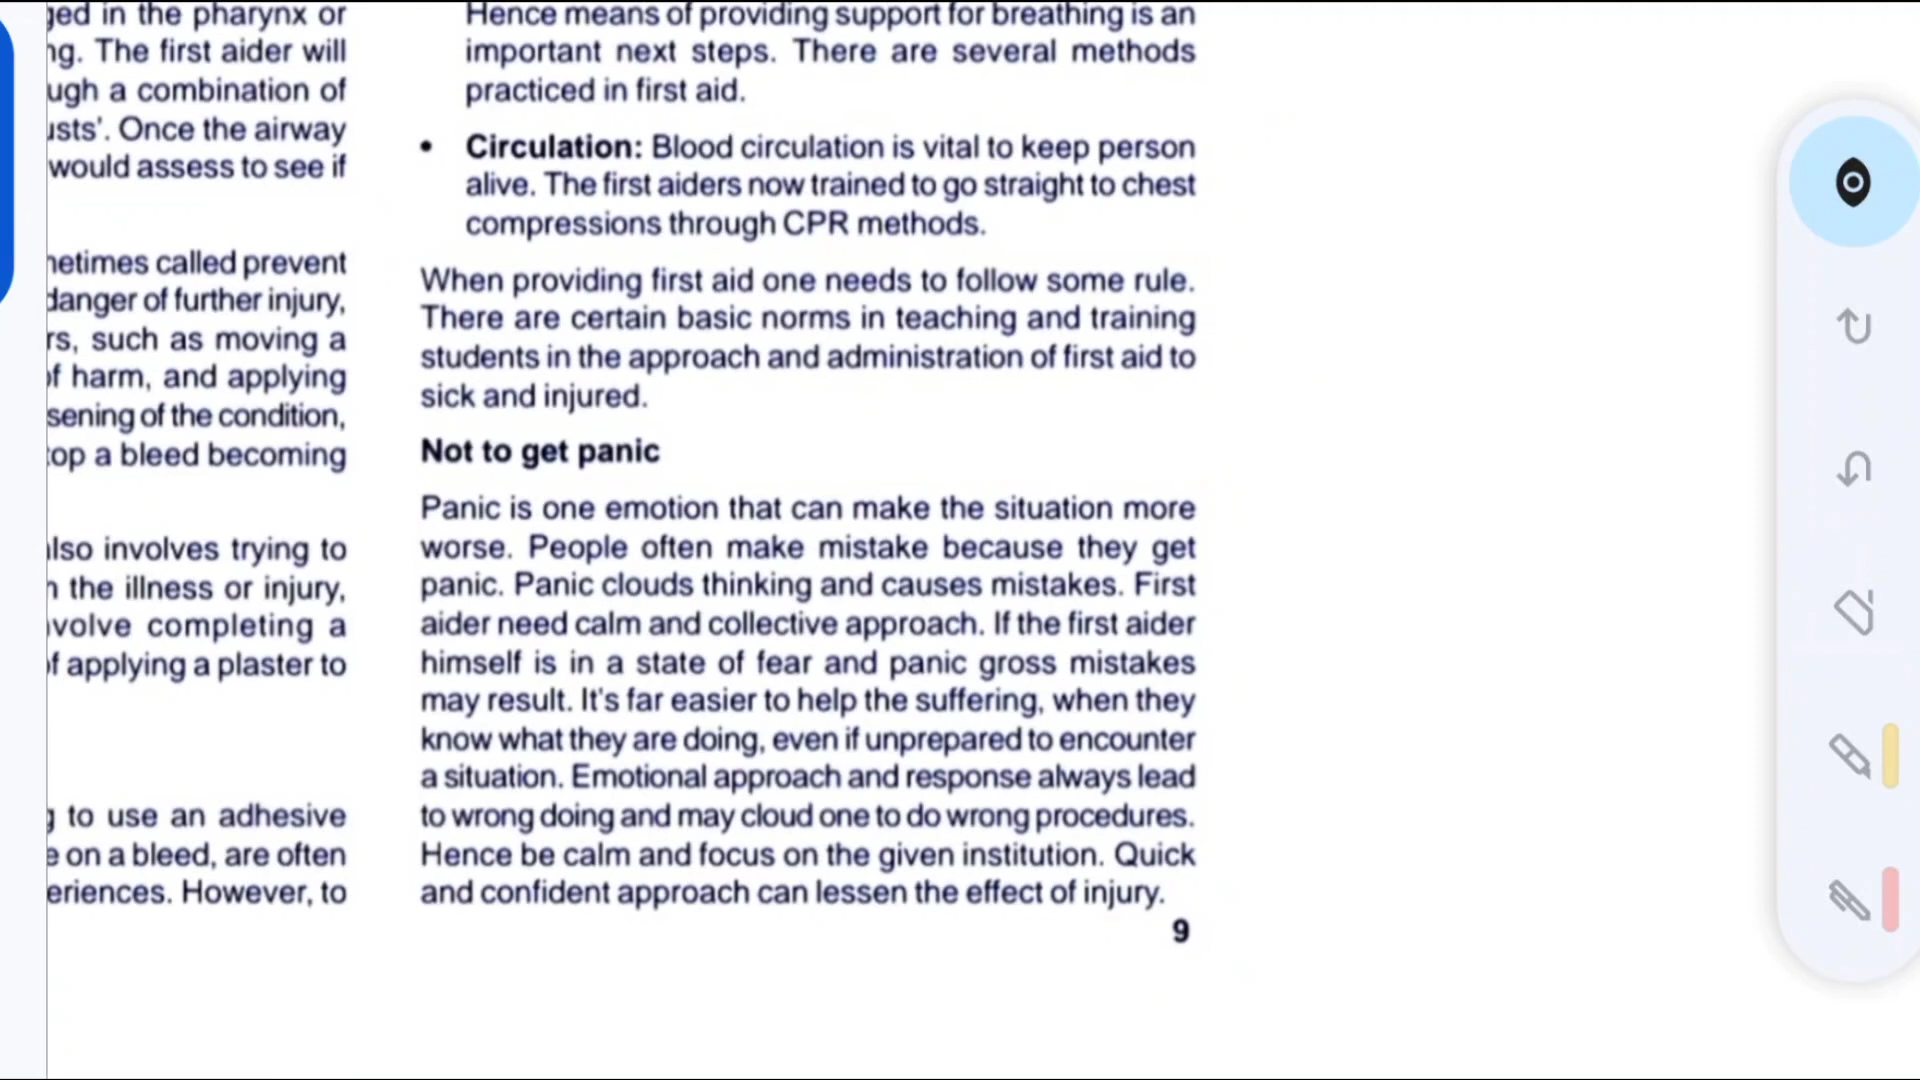 ged in the pharynx or
ng. The first aider will
ugh a combination of
usts'. Once the airway
would assess to see if
netimes called prevent
danger of further injury,
rs, such as moving a
of harm, and applying
sening of the condition,
top a bleed becoming
also involves trying to
n the illness or injury,
nvolve completing a
of applying a plaster to
g to use an adhesive
e on a bleed, are often
eriences. However, to
Hence means of providing support for breathing is an
important next steps. There are several methods
practiced in first aid.
• Circulation: Blood circulation is vital to keep person
alive. The first aiders now trained to go straight to chest
compressions through CPR methods.
When providing first aid one needs to follow some rule.
There are certain basic norms in teaching and training
students in the approach and administration of first aid to
sick and injured.
Not to get panic
Panic is one emotion that can make the situation more
worse. People often make mistake because they get
panic. Panic clouds thinking and causes mistakes. First
aider need calm and collective approach. If the first aider
himself is in a state of fear and panic gross mistakes
may result. It's far easier to help the suffering, when they
know what they are doing, even if unprepared to encounter
a situation. Emotional approach and response always lead
to wrong doing and may cloud one to do wrong procedures.
Hence be calm and focus on the given institution. Quick
and confident approach can lessen the effect of injury.
9